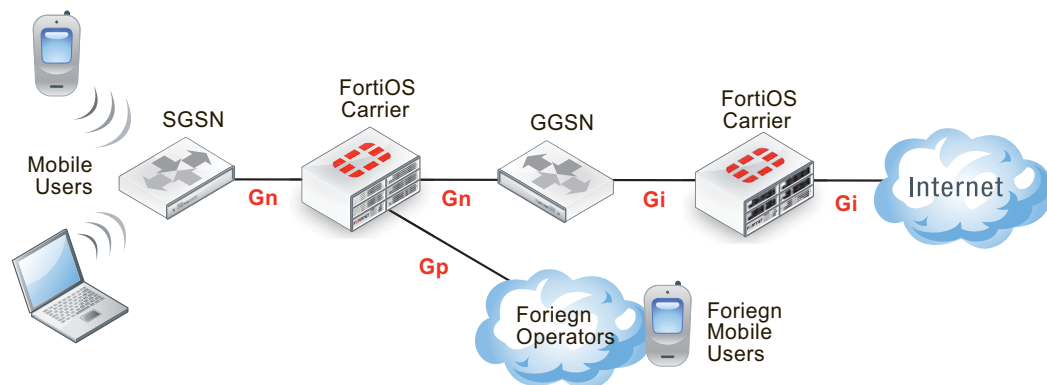 FortiOS
Carrier
SGSN
GGSN
FortiOS
Carrier
Mobile
Users
Gn
Gn
Gi
Gi
Internet
Gp
Foriegn
Operators
Foriegn
Mobile
Users